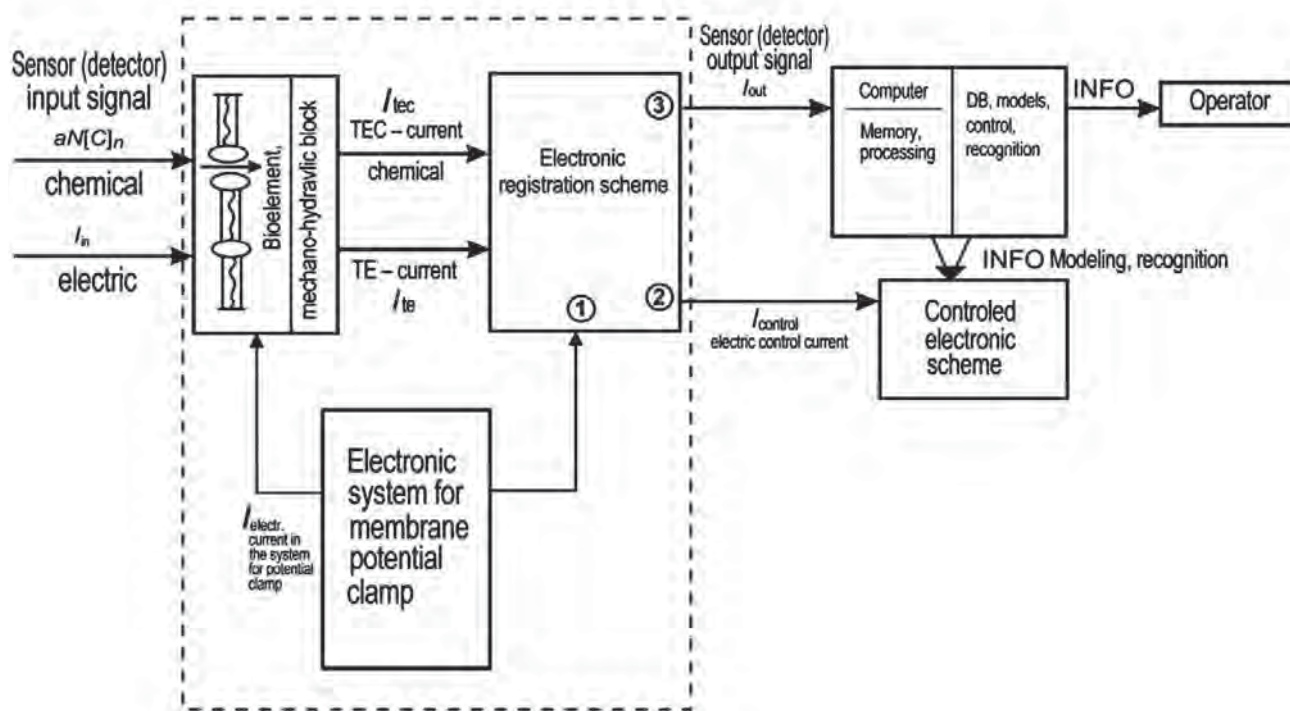 Sensor (detector)
input signal
aN[C]n
chemical
Iin
electric
Bioelement,
mechano-hydravlic block
Itec
TEC – current
chemical
TE – current
Ite
Electronic
registration scheme
3
2
1
Electronic
system for
membrane
potential
clamp
Ielectr.
current in
the system
for potential
clamp
Sensor (detector)
output signal
Iout
Computer
Memory,
processing
DB, models,
control,
recognition
INFO
Operator
INFO Modeling, recognition
Icontrol
electric control current
Controled
electronic
scheme